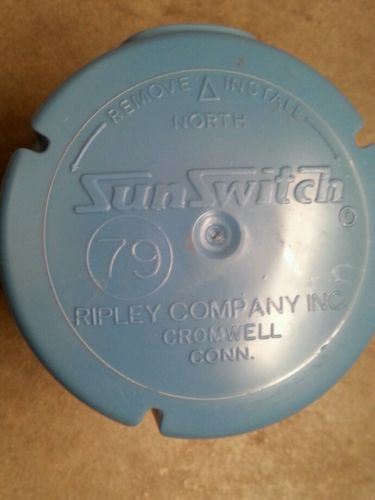 REMOVE △ INSTALL
NORTH
SunSwitch
79
RIPLEY COMPANY INC
CROMWELL
CONN.